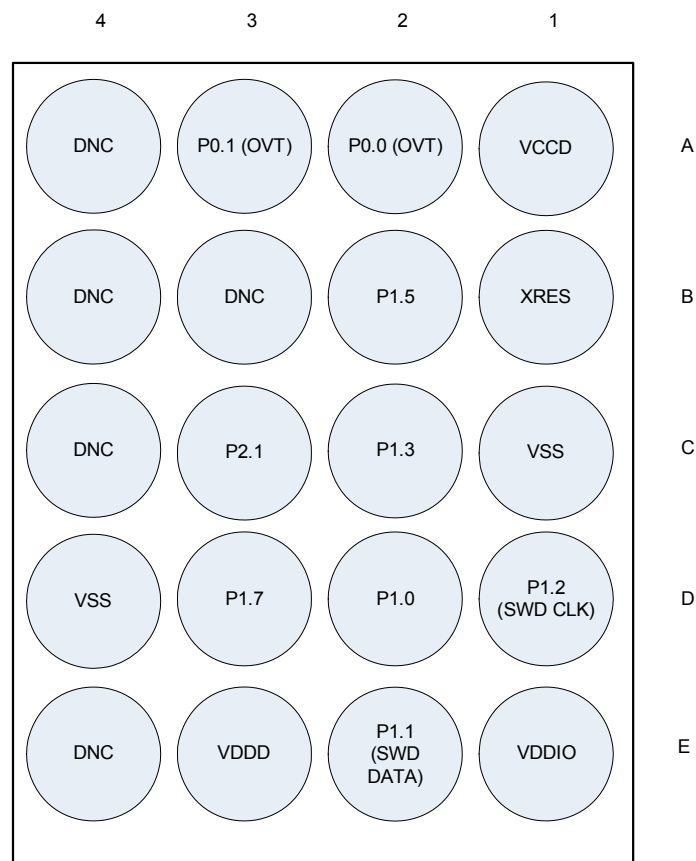 4 3 2 1
DNC P0.1 (OVT) P0.0 (OVT) VCCD A
DNC DNC P1.5 XRES B
DNC P2.1 P1.3 VSS C
VSS P1.7 P1.0 P1.2 (SWD CLK) D
DNC VDDD P1.1 (SWD DATA) VDDIO E